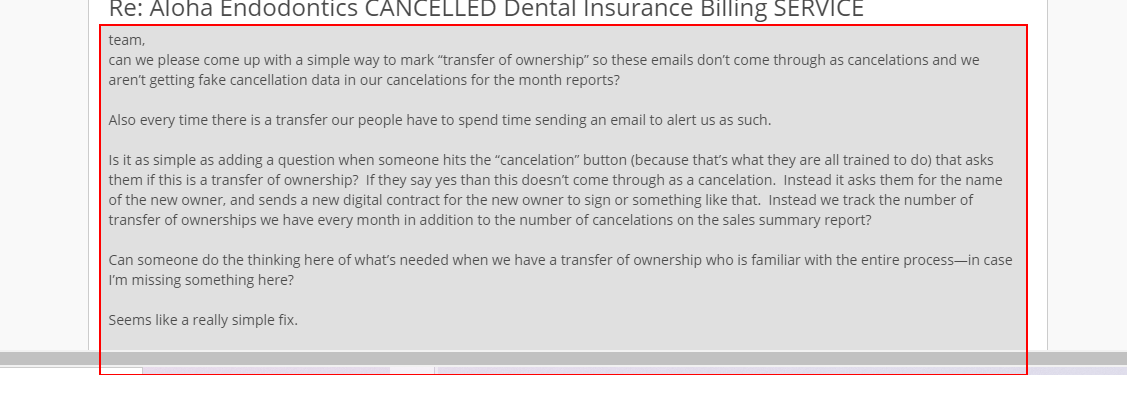 Re: Aloha Endodontics CANCELLED Dental Insurance Billing SERVICE
team,
can we please come up with a simple way to mark “transfer of ownership” so these emails don’t come through as cancelations and we
aren’t getting fake cancellation data in our cancelations for the month reports?
Also every time there is a transfer our people have to spend time sending an email to alert us as such.
Is it as simple as adding a question when someone hits the “cancelation” button (because that’s what they are all trained to do) that asks
them if this is a transfer of ownership?  If they say yes than this doesn’t come through as a cancelation.  Instead it asks them for the name
of the new owner, and sends a new digital contract for the new owner to sign or something like that.  Instead we track the number of
transfer of ownerships we have every month in addition to the number of cancelations on the sales summary report?
Can someone do the thinking here of what’s needed when we have a transfer of ownership who is familiar with the entire process—in case
I’m missing something here?
Seems like a really simple fix.